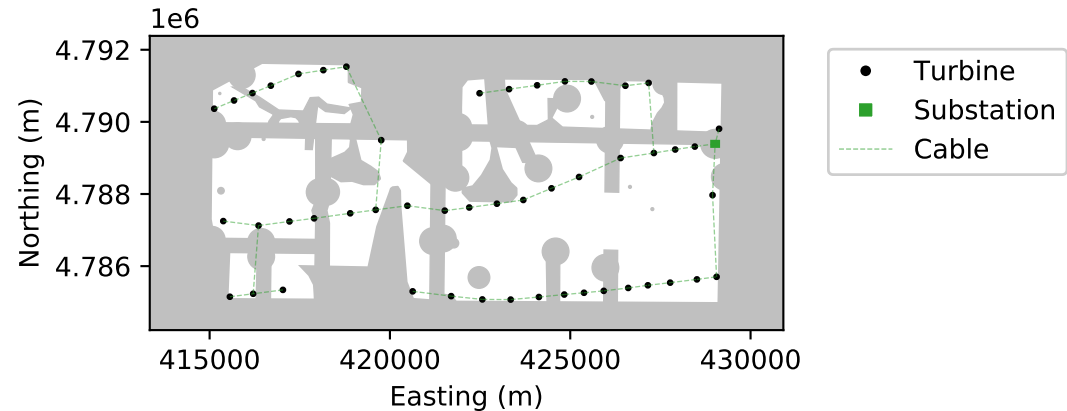 1e6
4.792
4.790
4.788
4.786
Northing (m)
415000 420000 425000 430000
Easting (m)
Turbine
Substation
Cable